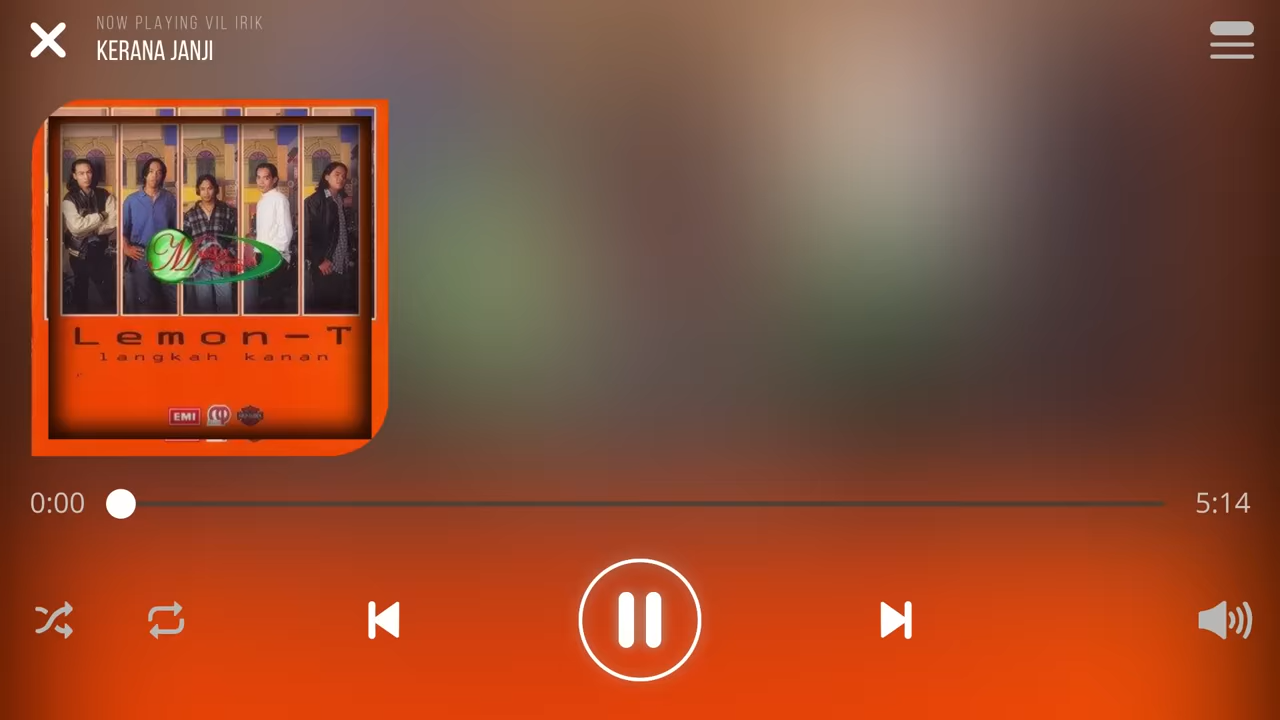 NOW PLAYING VIL IRIK
KERANA JANJI
Lemon-T
langkah kanan
EMI
0:00
5:14